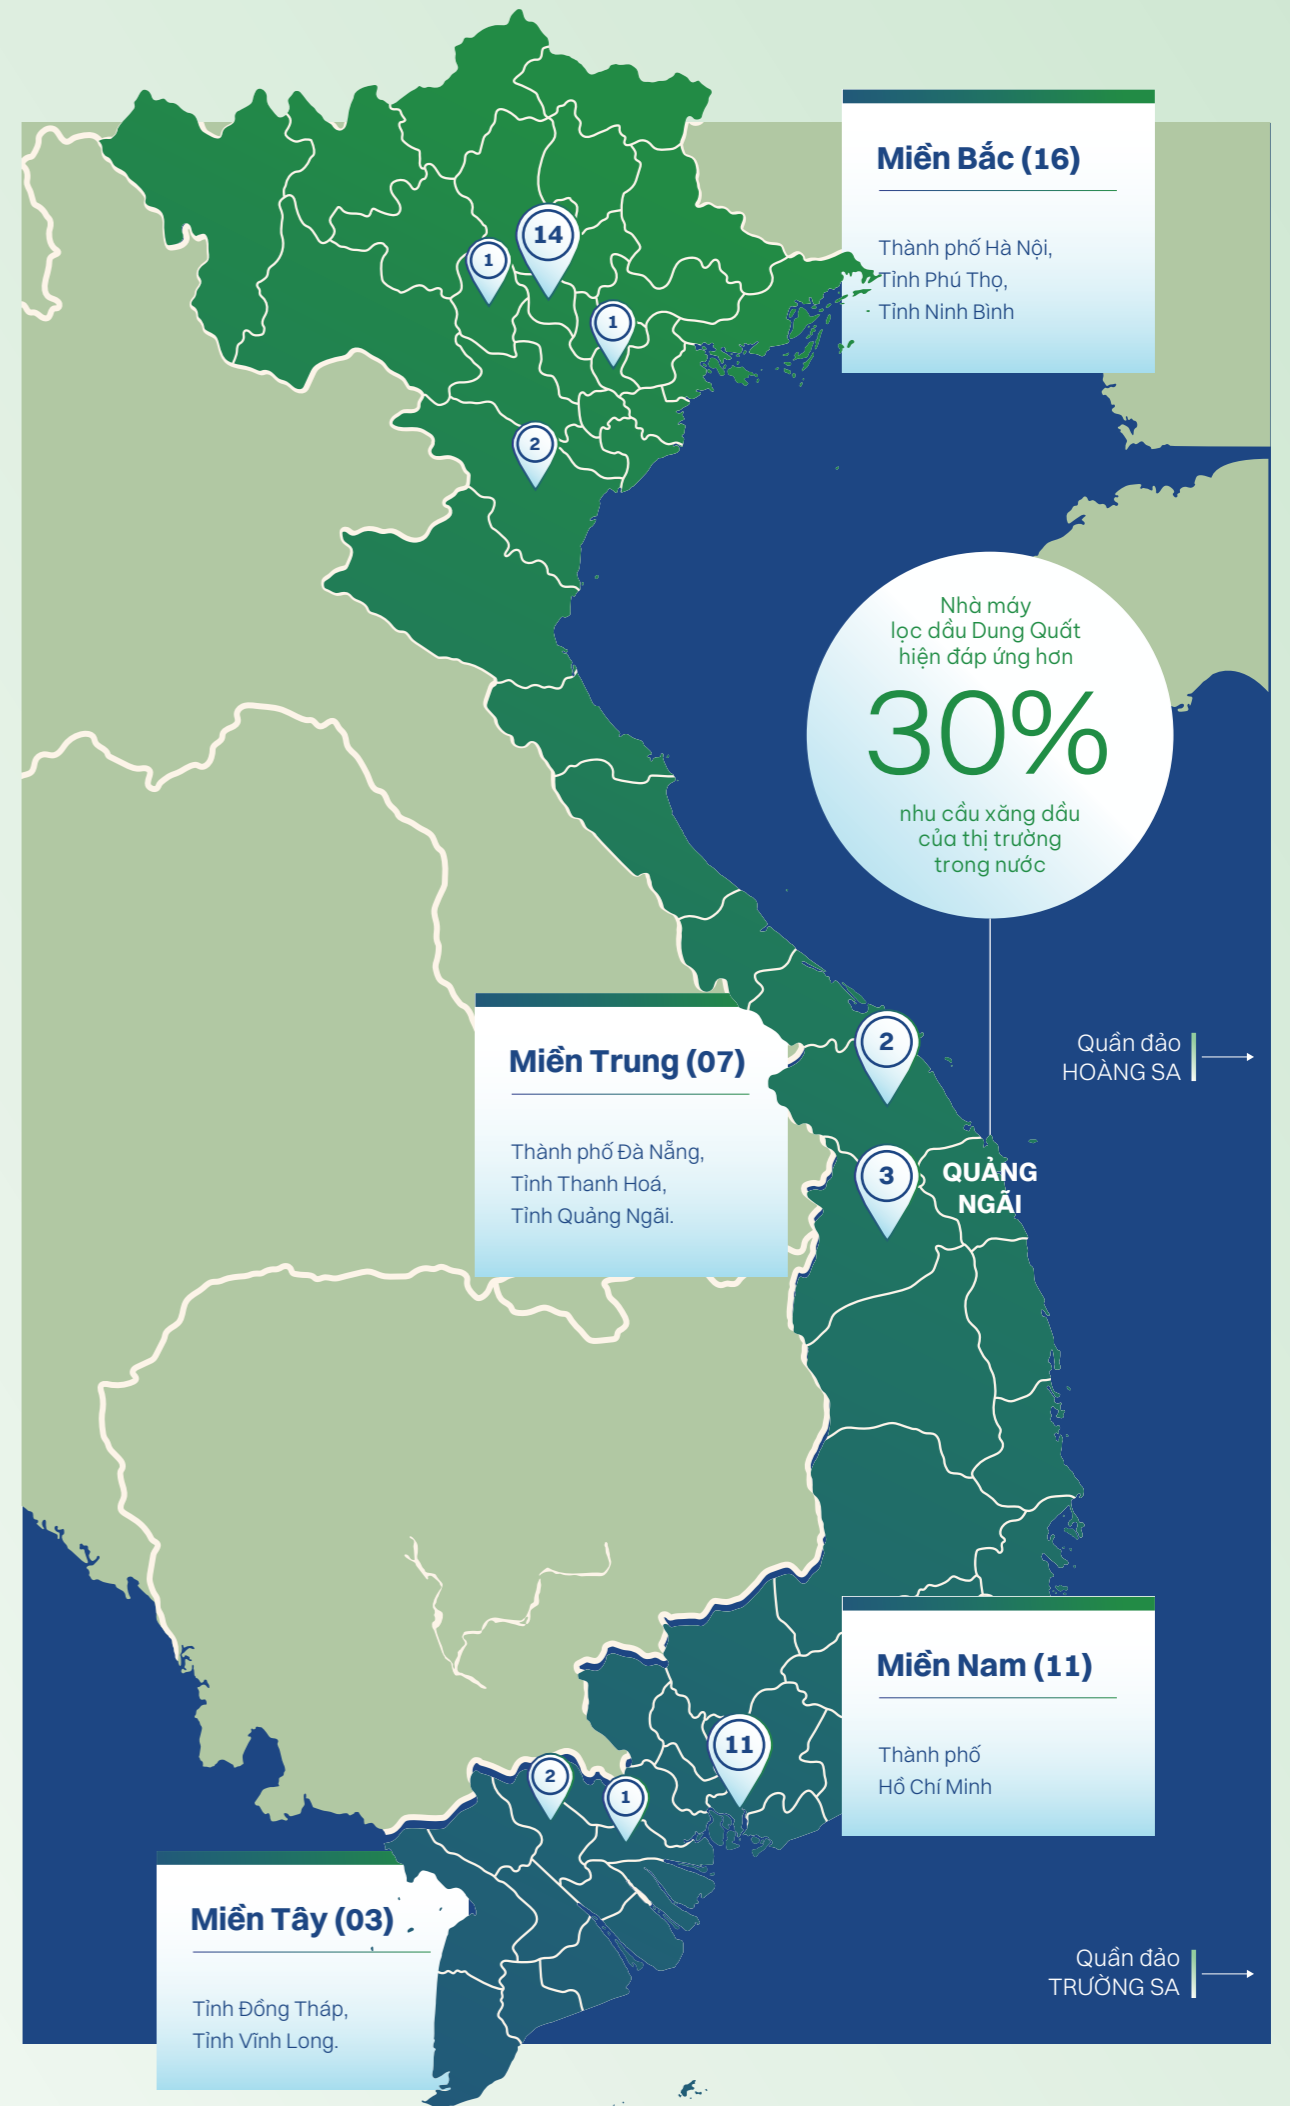 Miền Bắc (16)
Thành phố Hà Nội,
Tỉnh Phú Thọ,
Tỉnh Ninh Bình
14
1
1
2
Nhà máy
lọc dầu Dung Quất
hiện đáp ứng hơn
30%
nhu cầu xăng dầu
của thị trường
trong nước
Miền Trung (07)
Thành phố Đà Nẵng,
Tỉnh Thanh Hoá,
Tỉnh Quảng Ngãi.
2
3
QUẢNG
NGÃI
Quần đảo
HOÀNG SA
Miền Nam (11)
Thành phố
Hồ Chí Minh
11
2
1
Miền Tây (03)
Tỉnh Đồng Tháp,
Tỉnh Vĩnh Long.
Quần đảo
TRƯỜNG SA